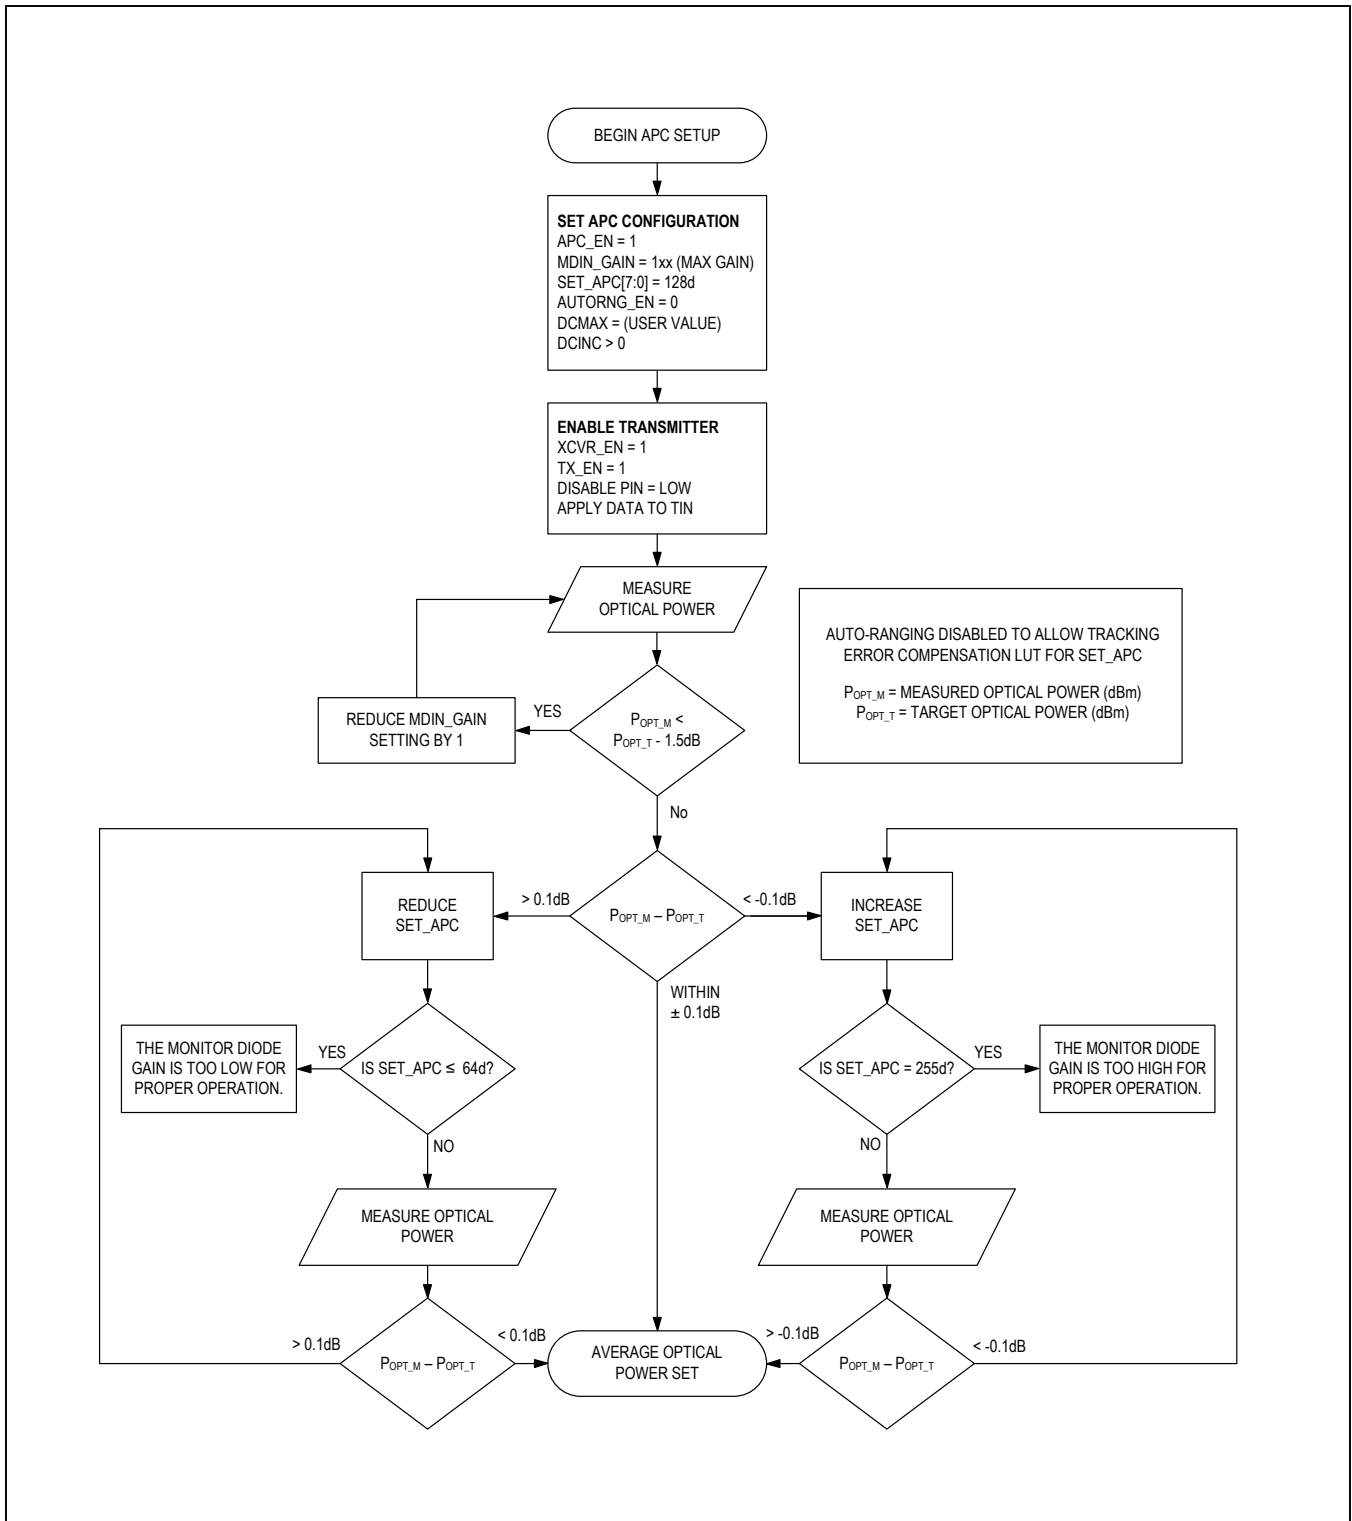 BEGIN APC SETUP
SET APC CONFIGURATION
APC_EN = 1
MDIN_GAIN = 1xx (MAX GAIN)
SET_APC[7:0] = 128d
AUTORNG_EN = 0
DCMAX = (USER VALUE)
DCINC > 0
ENABLE TRANSMITTER
XCVR_EN = 1
TX_EN = 1
DISABLE PIN = LOW
APPLY DATA TO TIN
MEASURE
OPTICAL POWER
AUTO-RANGING DISABLED TO ALLOW TRACKING
ERROR COMPENSATION LUT FOR SET_APC
POPT_M = MEASURED OPTICAL POWER (dBm)
POPT_T = TARGET OPTICAL POWER (dBm)
REDUCE MDIN_GAIN
SETTING BY 1
YES
POPT_M <
POPT_T - 1.5dB
No
REDUCE
SET_APC
> 0.1dB
POPT_M – POPT_T
< -0.1dB
INCREASE
SET_APC
WITHIN
± 0.1dB
THE MONITOR DIODE
GAIN IS TOO LOW FOR
PROPER OPERATION.
YES
IS SET_APC ≤ 64d?
NO
IS SET_APC = 255d?
YES
THE MONITOR DIODE
GAIN IS TOO HIGH FOR
PROPER OPERATION.
NO
MEASURE OPTICAL
POWER
MEASURE OPTICAL
POWER
> 0.1dB
POPT_M – POPT_T
< 0.1dB
AVERAGE OPTICAL
POWER SET
> -0.1dB
POPT_M – POPT_T
< -0.1dB